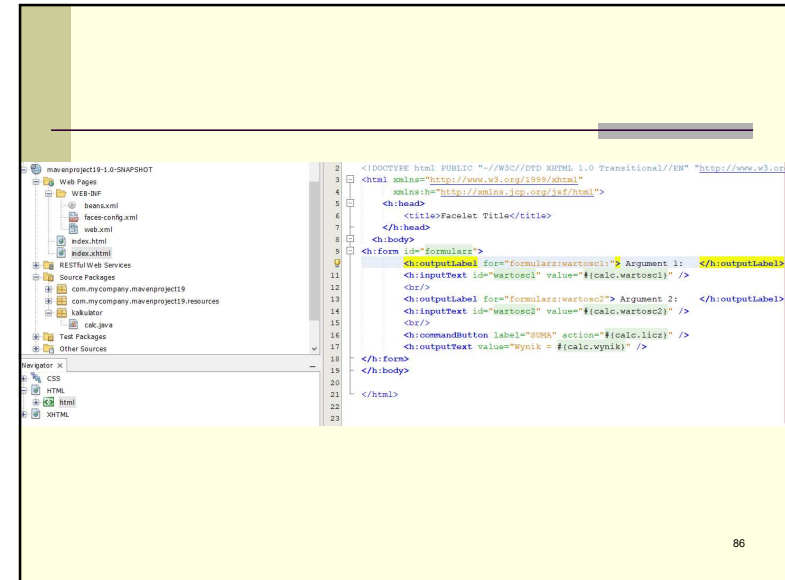 mavenproject19-1.0-SNAPSHOT
Web Pages
WEB-INF
beans.xml
faces-config.xml
web.xml
index.html
index.xhtml
RESTful Web Services
Source Packages
com.mycompany.mavenproject19
com.mycompany.mavenproject19.resources
kalkulator
calc.java
Test Packages
Other Sources
Navigator
CSS
HTML
html
XHTML
2 <!DOCTYPE html PUBLIC "-//W3C//DTD XHTML 1.0 Transitional//EN" "http://www.w3.or
3 <html xmlns="http://www.w3.org/1999/xhtml"
4 xmlns:h="http://xmlns.jcp.org/jsf/html">
5 <h:head>
6 <title>Facelet Title</title>
7 </h:head>
8 <h:body>
9 <h:form id="formularz">
<h:outputLabel for="formularz:wartosc1:"> Argument 1: </h:outputLabel>
11 <h:inputText id="wartosc1" value="#{calc.wartosc1}" />
12 <br/>
13 <h:outputLabel for="formularz:wartosc2"> Argument 2: </h:outputLabel>
14 <h:inputText id="wartosc2" value="#{calc.wartosc2}" />
15 <br/>
16 <h:commandButton label="SUMA" action="#{calc.licz}" />
17 <h:outputText value="Wynik = #{calc.wynik}" />
18 </h:form>
19 </h:body>
20
21 </html>
22
23
86